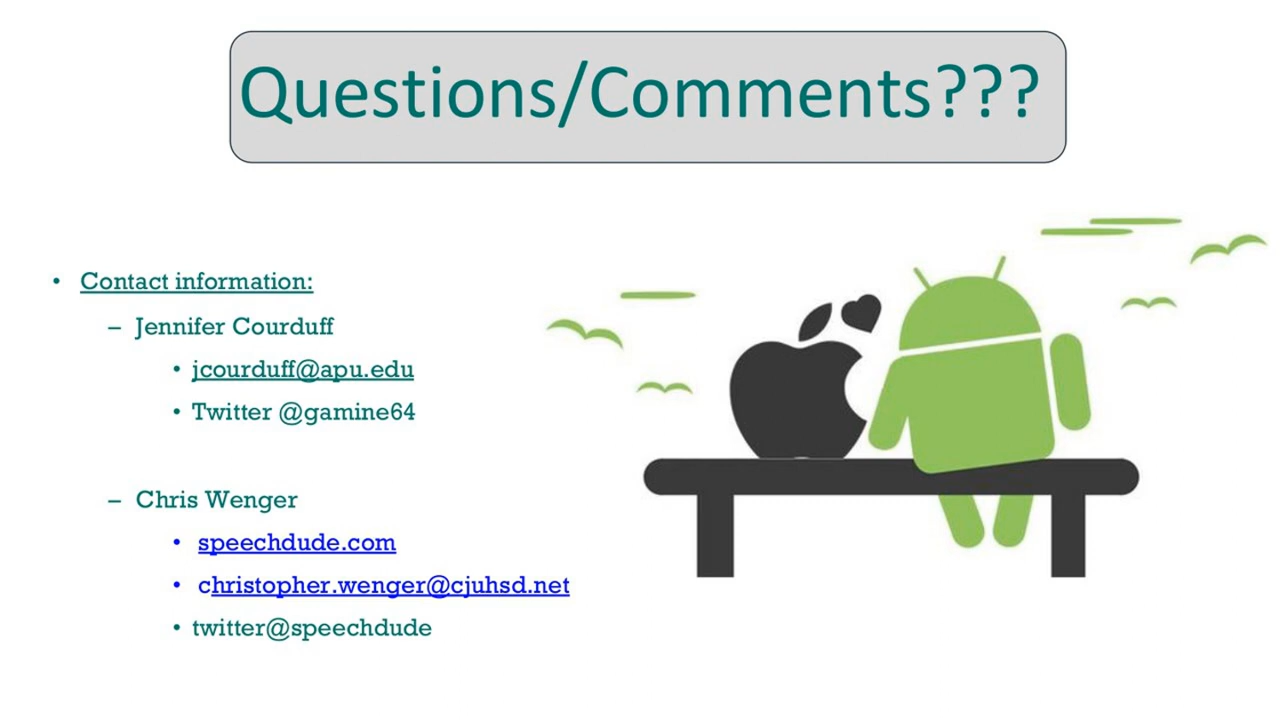 Questions/Comments???
• Contact information:
– Jennifer Courduff
• jcourduff@apu.edu
• Twitter @gamine64
– Chris Wenger
• speechdude.com
• christopher.wenger@cjuhsd.net
• twitter@speechdude